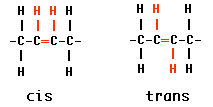 H H H H H H H
-C-C=C-C- -C-C=C-C-
H H H H H
cis trans